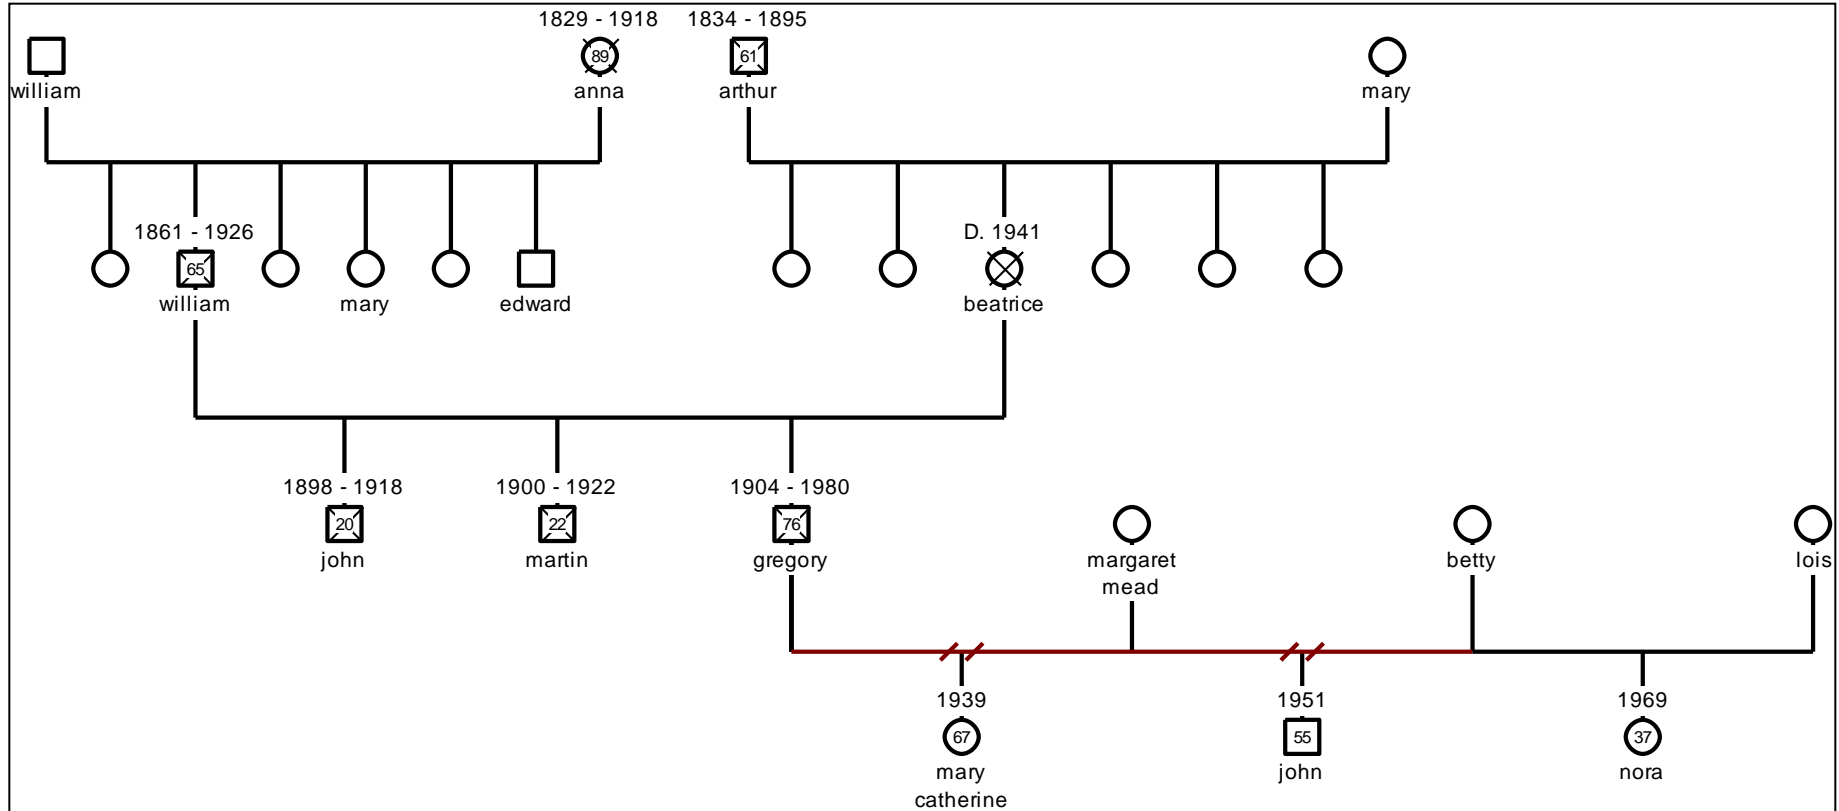 1829 - 1918
1834 - 1895
89
61
william
anna
arthur
mary
1861 - 1926
D. 1941
65
william
mary
edward
beatrice
1898 - 1918
1900 - 1922
1904 - 1980
20
22
76
john
martin
gregory
margaret
mead
betty
lois
1939
1951
1969
67
55
37
mary
catherine
john
nora